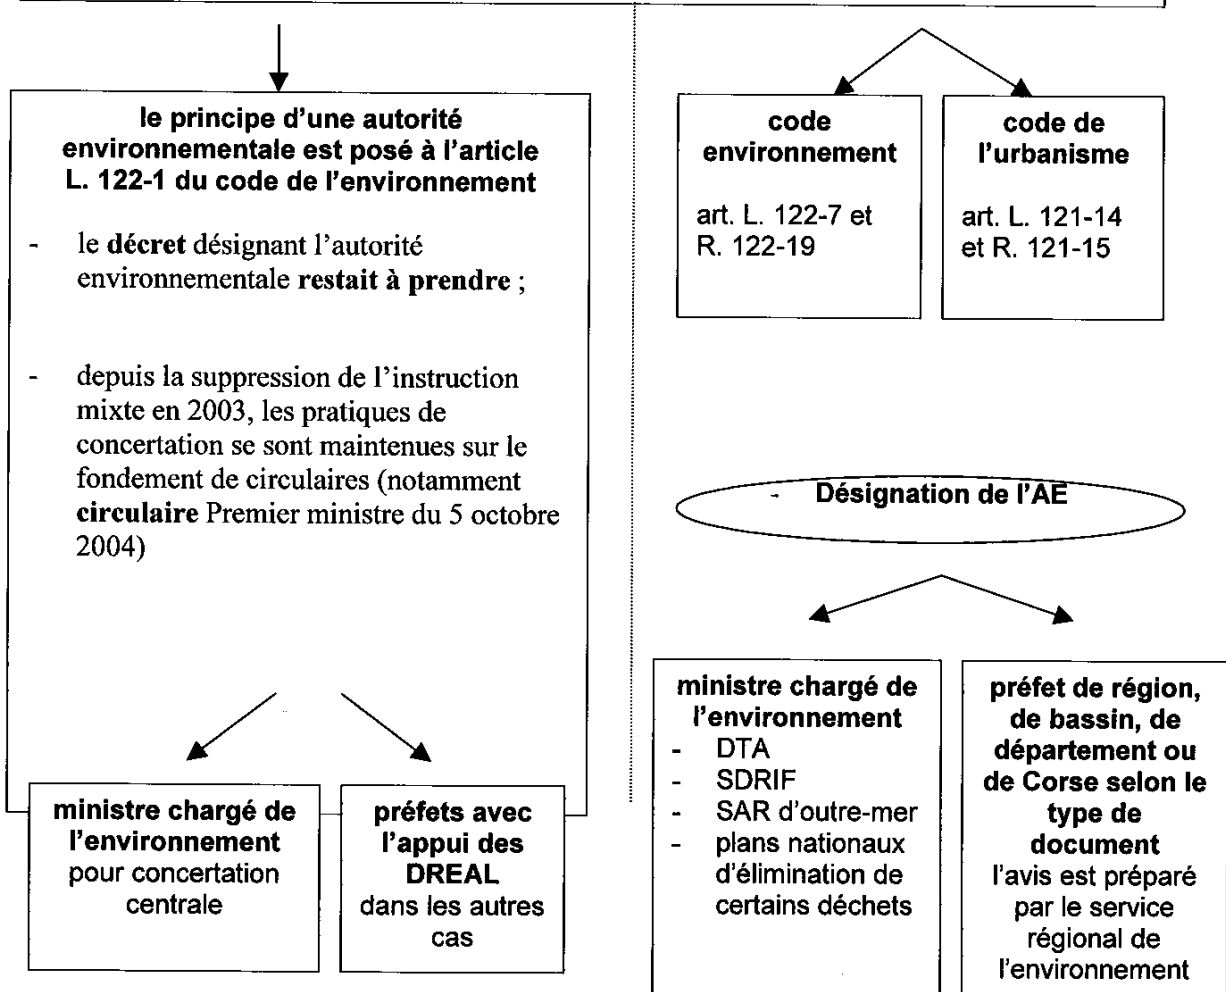 le principe d'une autorité
environnementale est posé à l'article
L. 122-1 du code de l'environnement
- le décret désignant l'autorité
environnementale restait à prendre ;
- depuis la suppression de l'instruction
mixte en 2003, les pratiques de
concertation se sont maintenues sur le
fondement de circulaires (notamment
circulaire Premier ministre du 5 octobre
2004)
ministre chargé de
l'environnement
pour concertation
centrale
préfets avec
l'appui des
DREAL
dans les autres
cas
code
environnement
art. L. 122-7 et
R. 122-19
code de
l'urbanisme
art. L. 121-14
et R. 121-15
- Désignation de l'AE
ministre chargé de
l'environnement
- DTA
- SDRIF
- SAR d'outre-mer
- plans nationaux
d'élimination de
certains déchets
préfet de région,
de bassin, de
département ou
de Corse selon le
type de
document
l'avis est préparé
par le service
régional de
l'environnement